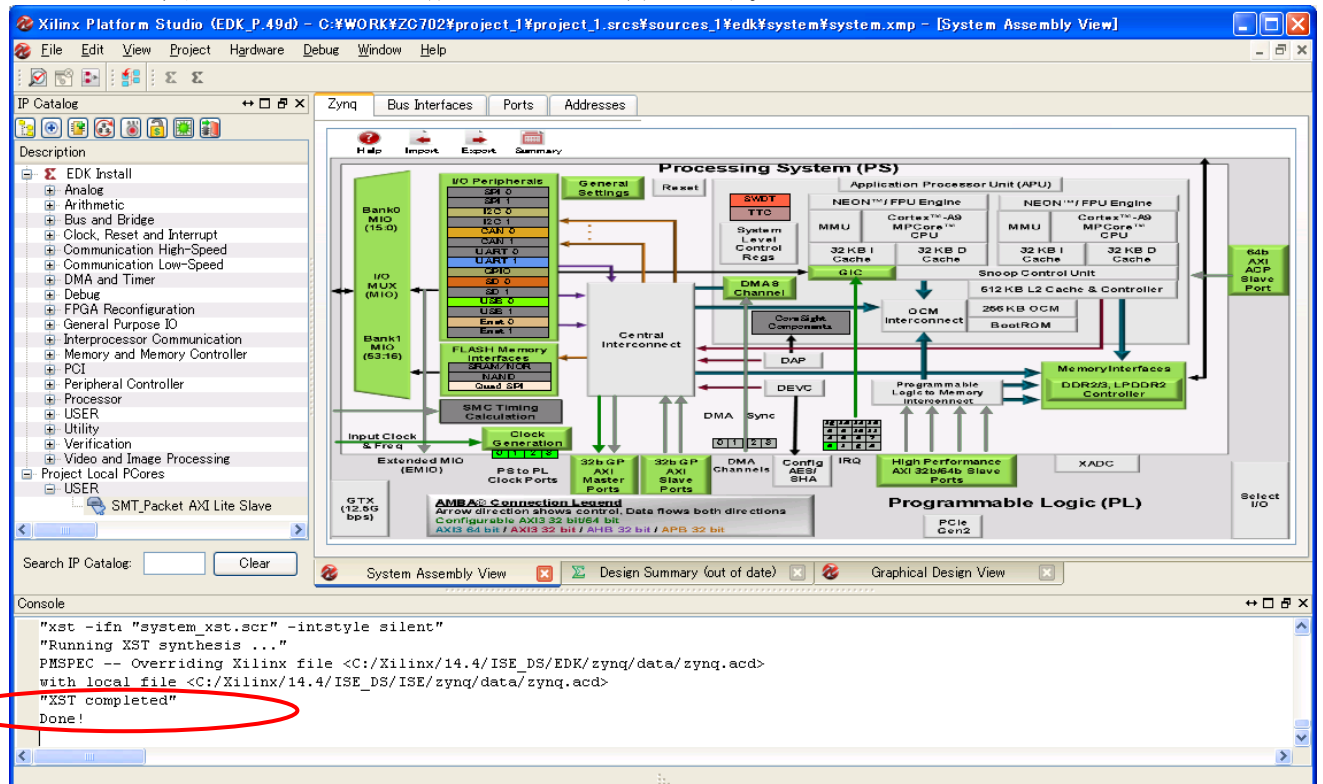 Xilinx Platform Studio (EDK_P.49d) - C:¥WORK¥ZC702¥project_1¥project_1.srcs¥sources_1¥edk¥system¥system.xmp - [System Assembly View]
File Edit View Project Hardware Debug Window Help
IP Catalog
Description
EDK Install
Analog
Arithmetic
Bus and Bridge
Clock, Reset and Interrupt
Communication High-Speed
Communication Low-Speed
DMA and Timer
Debug
FPGA Reconfiguration
General Purpose IO
Interprocessor Communication
Memory and Memory Controller
PCI
Peripheral Controller
Processor
USER
Utility
Verification
Video and Image Processing
Project Local PCores
USER
SMT_Packet AXI Lite Slave
Search IP Catalog:
Clear
Zynq Bus Interfaces Ports Addresses
Help Import Export Summary
Processing System (PS)
Bank0
MIO
(15:0)
I/O
MUX
(MIO)
Bank1
MIO
(53:16)
I/O Peripherals
SPI 0
SPI 1
I2C 0
I2C 1
CAN 0
CAN 1
UART 0
UART 1
GPIO
SD 0
SD 1
USB 0
USB 1
Enet 0
Enet 1
FLASH Memory
Interfaces
SRAM/NOR
NAND
Quad SPI
SMC Timing
Calculation
Input Clock
& Freq
Clock
Generation
0 1 2 3
Extended MIO
(EMIO)
PS to PL
Clock Ports
General
Settings
Reset
SWDT
TTC
System
Level
Control
Regs
Application Processor Unit (APU)
NEON™/ FPU Engine
NEON™/ FPU Engine
MMU
Cortex™-A9
MPCore™
CPU
MMU
Cortex™-A9
MPCore™
CPU
32 KB I
Cache
32 KB D
Cache
32 KB I
Cache
32 KB D
Cache
GIC
Snoop Control Unit
512 KB L2 Cache & Controller
64b
AXI
ACP
Slave
Port
DMA8
Channel
CoreSight
Components
OCM
Interconnect
256 KB OCM
BootROM
Central
Interconnect
DAP
DEVC
Programmable
Logic to Memory
Interconnect
Memory Interfaces
DDR2/3, LPDDR2
Controller
DMA Sync
0 1 2 3
32b GP
AXI
Master
Ports
32b GP
AXI
Slave
Ports
DMA
Channels
Config
AES/
SHA
IRQ
High Performance
AXI 32b/64b Slave
Ports
XADC
GTX
(12.5G
bps)
AMBA® Connection Legend
Arrow direction shows control, Data flows both directions
Configurable AXI3 32 bit/64 bit
AXI3 64 bit / AXI3 32 bit / AHB 32 bit / APB 32 bit
Programmable Logic (PL)
PCIe
Gen2
Select
I/O
System Assembly View Design Summary (out of date) Graphical Design View
Console
"xst -ifn "system_xst.scr" -intstyle silent"
"Running XST synthesis ..."
PMSPEC -- Overriding Xilinx file <C:/Xilinx/14.4/ISE_DS/EDK/zynq/data/zynq.acd>
with local file <C:/Xilinx/14.4/ISE_DS/ISE/zynq/data/zynq.acd>
"XST completed"
Done!